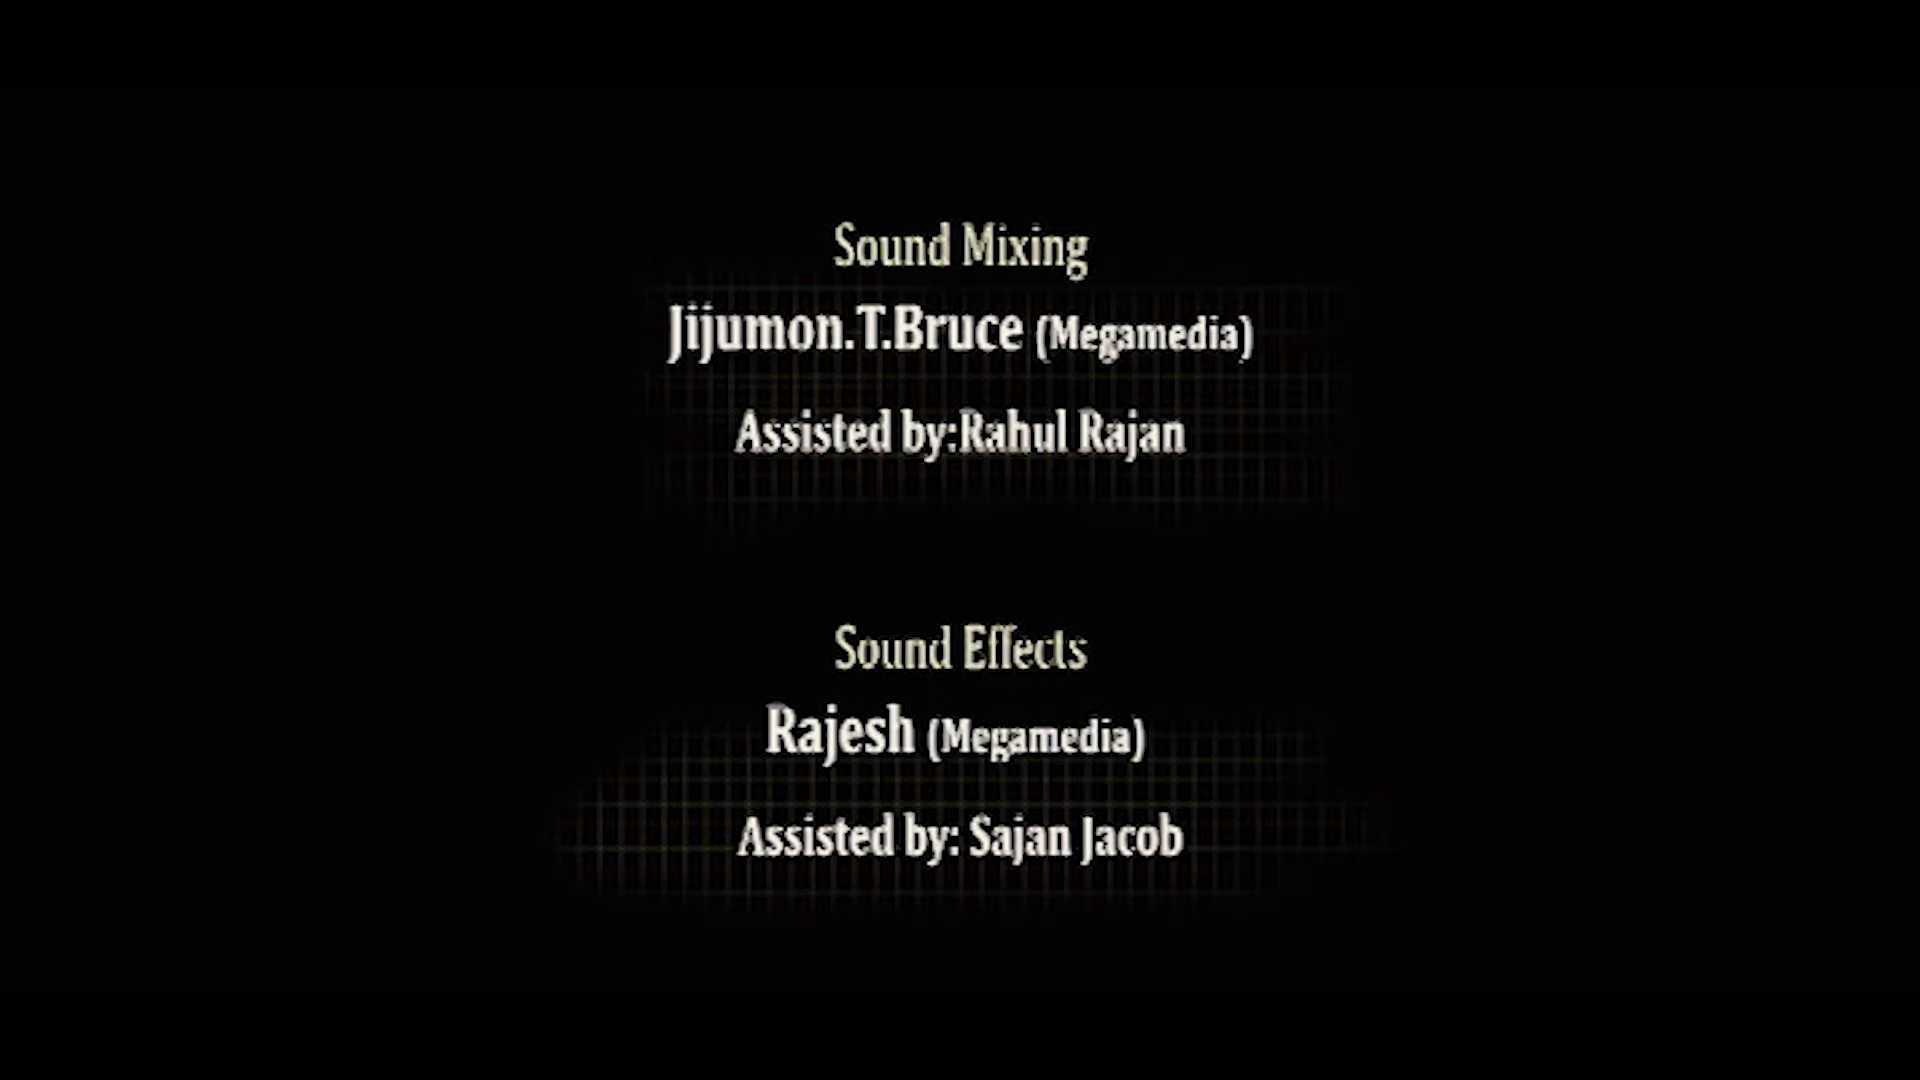 Sound Mixing
Jijumon.T.Bruce (Megamedia)
Assisted by:Rahul Rajan
Sound Effects
Rajesh (Megamedia)
Assisted by: Sajan Jacob